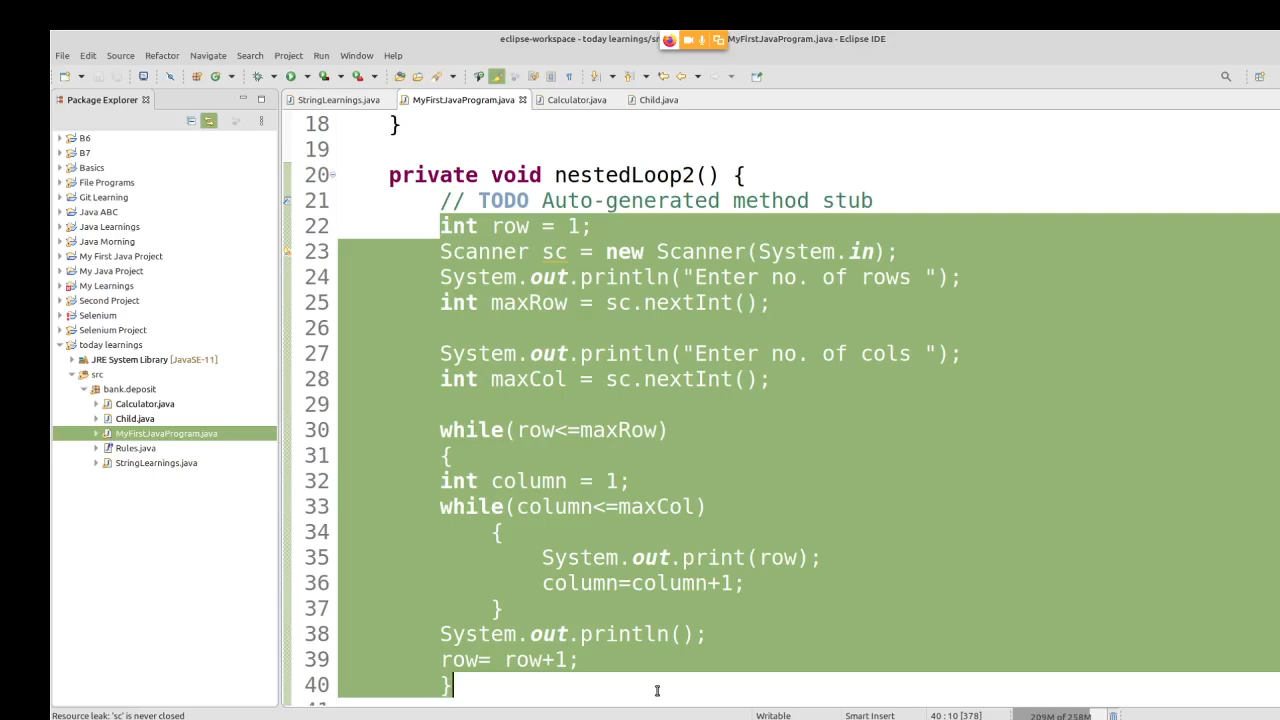 eclipse-workspace - today learnings/sr MyFirstJavaProgram.java - Eclipse IDE
File Edit Source Refactor Navigate Search Project Run Window Help
Package Explorer
StringLearnings.java MyFirstJavaProgram.java Calculator.java Child.java
B6
B7
Basics
File Programs
Git Learning
Java ABC
Java Learnings
Java Morning
My First Java Project
My Java Project
My Learnings
Second Project
Selenium
Selenium Project
today learnings
JRE System Library [JavaSE-11]
src
bank.deposit
Calculator.java
Child.java
MyFirstJavaProgram.java
Rules.java
StringLearnings.java
18 }
19
20 private void nestedLoop2() {
21 // TODO Auto-generated method stub
22 int row = 1;
23 Scanner sc = new Scanner(System.in);
24 System.out.println("Enter no. of rows ");
25 int maxRow = sc.nextInt();
26
27 System.out.println("Enter no. of cols ");
28 int maxCol = sc.nextInt();
29
30 while(row<=maxRow)
31 {
32 int column = 1;
33 while(column<=maxCol)
34 {
35 System.out.print(row);
36 column=column+1;
37 }
38 System.out.println();
39 row= row+1;
40 }
Resource leak: 'sc' is never closed Writable Smart Insert 40 : 10 [378] 209M of 258M